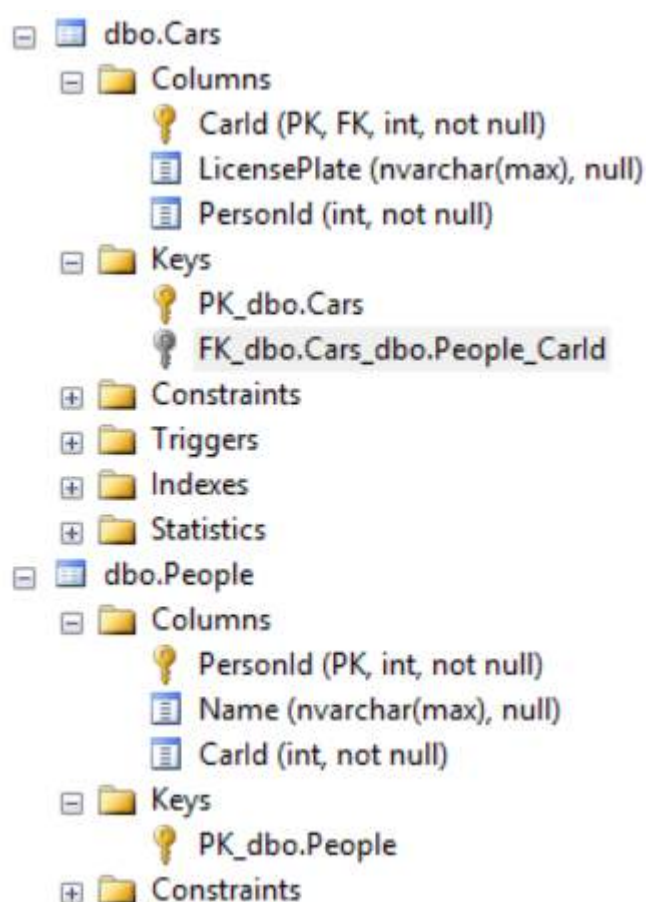 dbo.Cars
Columns
CarId (PK, FK, int, not null)
LicensePlate (nvarchar(max), null)
PersonId (int, not null)
Keys
PK_dbo.Cars
FK_dbo.Cars_dbo.People_CarId
Constraints
Triggers
Indexes
Statistics
dbo.People
Columns
PersonId (PK, int, not null)
Name (nvarchar(max), null)
CarId (int, not null)
Keys
PK_dbo.People
Constraints